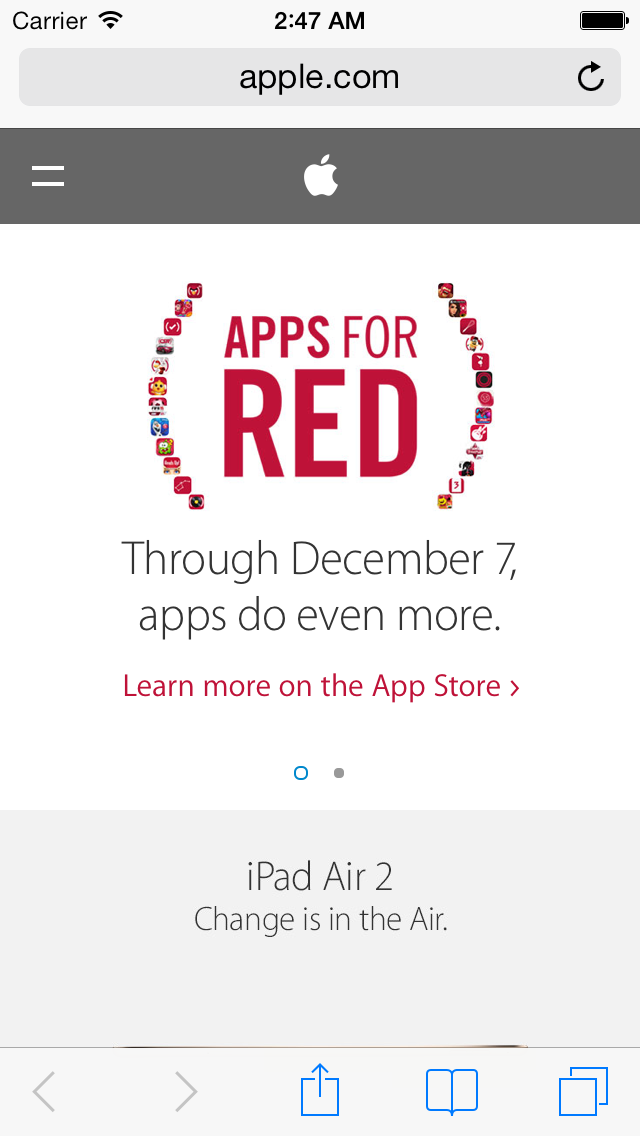 Carrier 2:47 AM
apple.com
APPS FOR
RED
Through December 7,
apps do even more.
Learn more on the App Store ›
iPad Air 2
Change is in the Air.